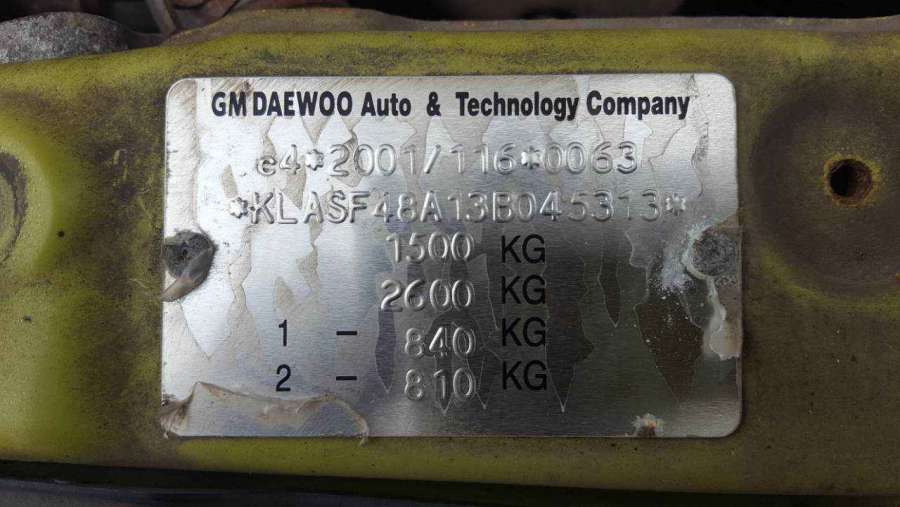 GM DAEWOO Auto & Technology Company
e4*2001/116*0063
*KLASF48A13B045313*
1500 KG
2600 KG
1 - 840 KG
2 - 810 KG